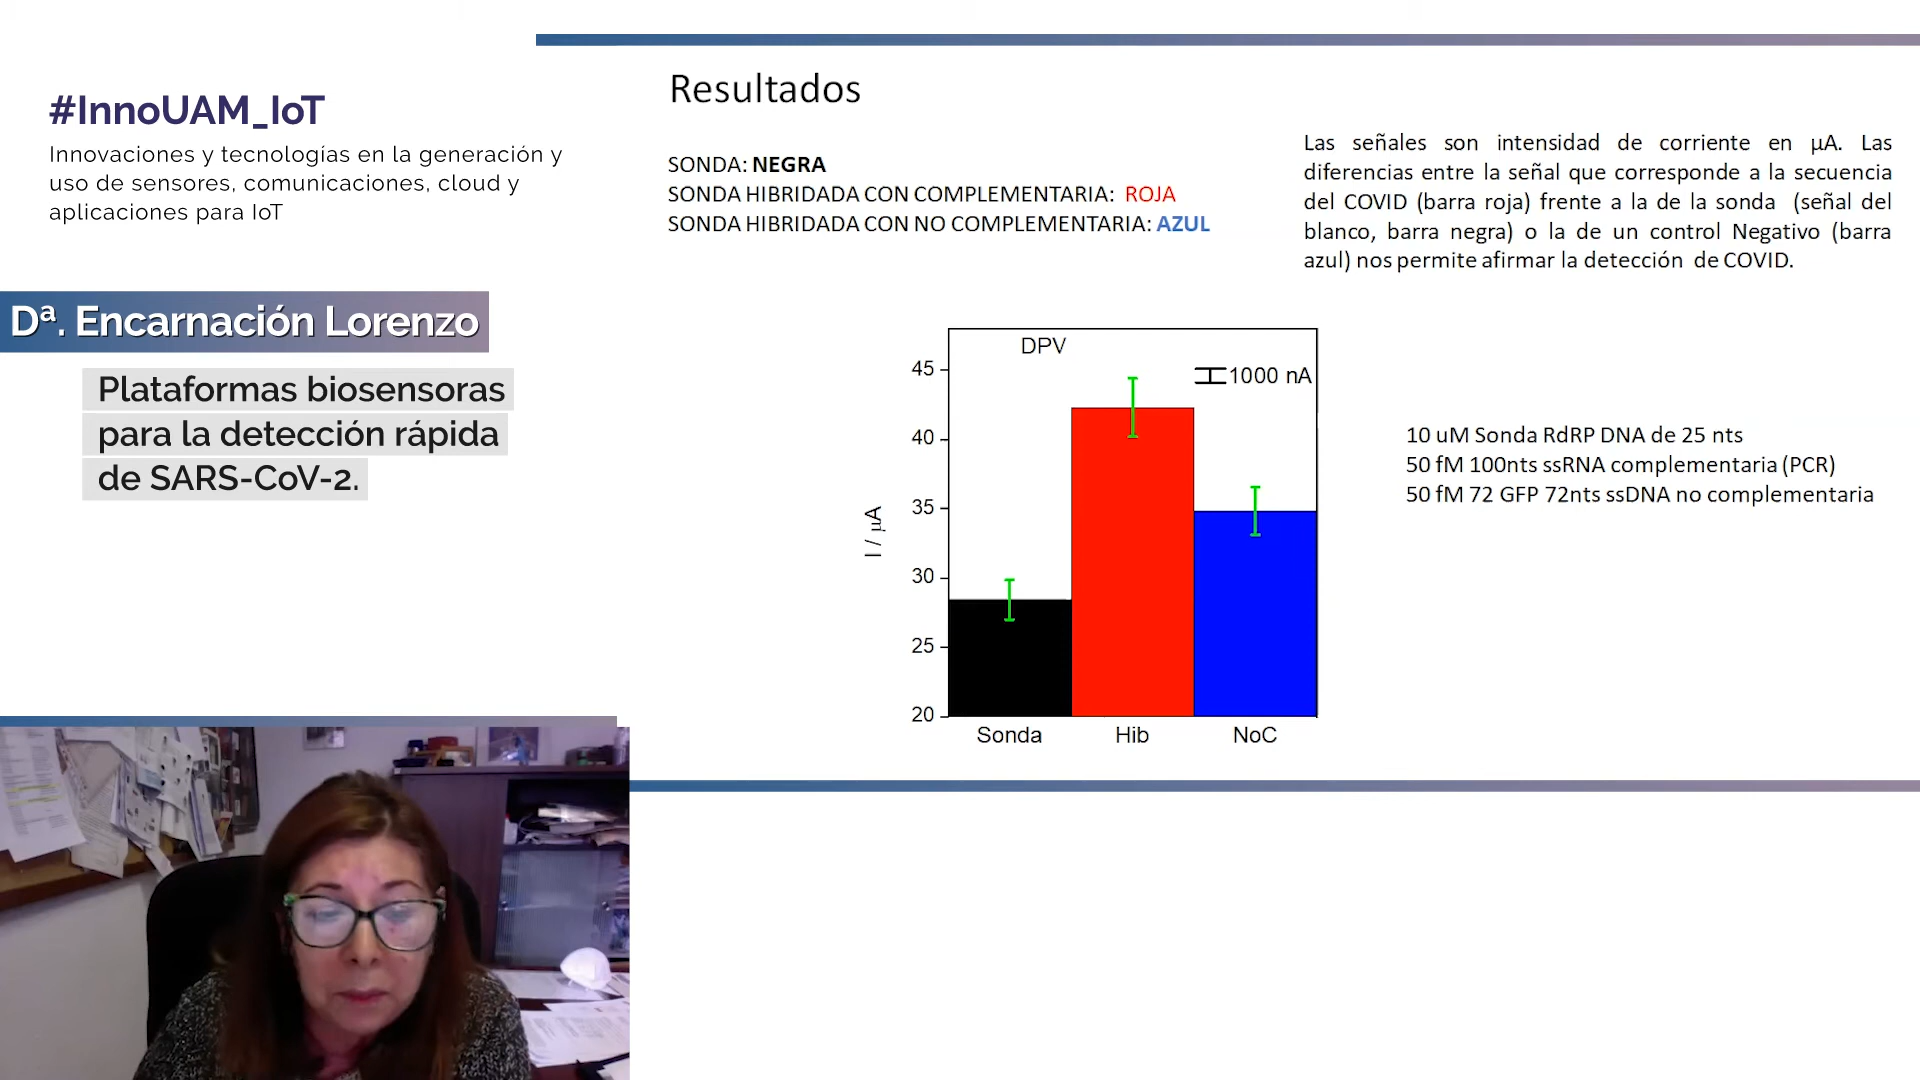 #InnoUAM_IoT
Innovaciones y tecnologías en la generación y
uso de sensores, comunicaciones, cloud y
aplicaciones para IoT
Dª. Encarnación Lorenzo
Plataformas biosensoras
para la detección rápida
de SARS-CoV-2.
Resultados
SONDA: NEGRA
SONDA HIBRIDADA CON COMPLEMENTARIA: ROJA
SONDA HIBRIDADA CON NO COMPLEMENTARIA: AZUL
Las señales son intensidad de corriente en µA. Las
diferencias entre la señal que corresponde a la secuencia
del COVID (barra roja) frente a la de la sonda (señal del
blanco, barra negra) o la de un control Negativo (barra
azul) nos permite afirmar la detección de COVID.
DPV
1000 nA
45
40
35
30
25
20
I / µA
Sonda Hib NoC
10 uM Sonda RdRP DNA de 25 nts
50 fM 100nts ssRNA complementaria (PCR)
50 fM 72 GFP 72nts ssDNA no complementaria